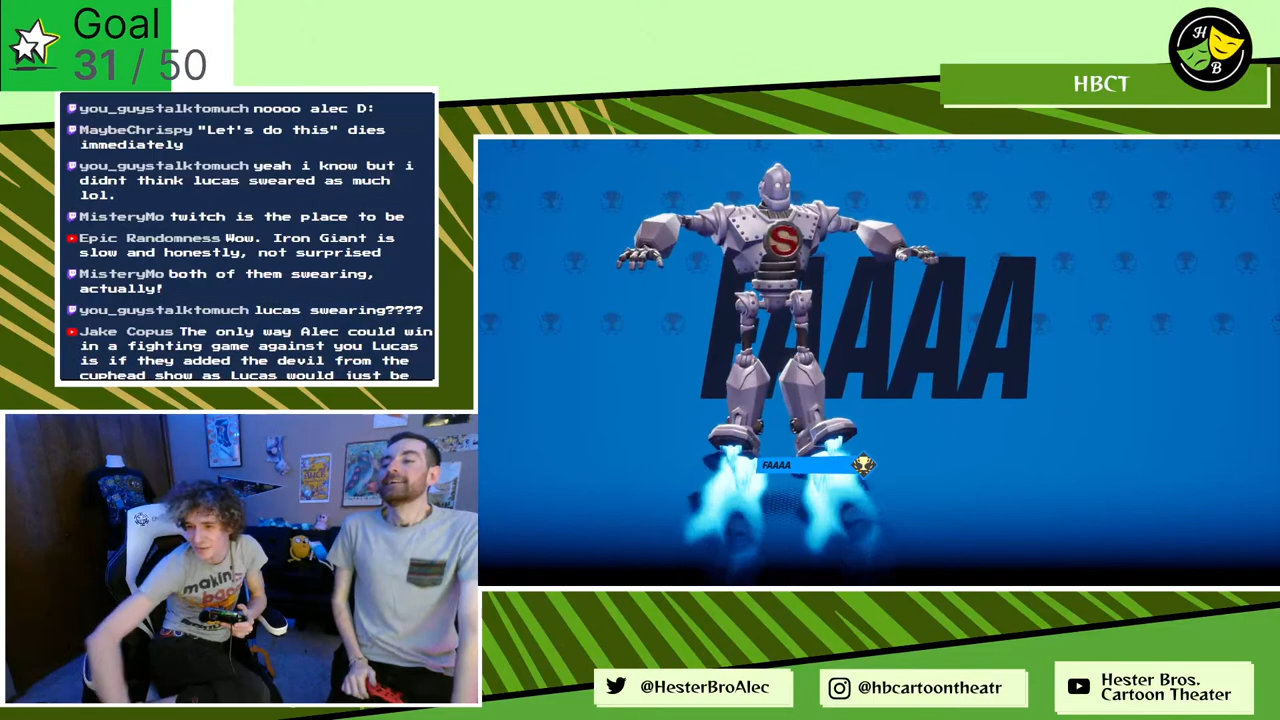 Goal
31 / 50
you_guystalktomuch noooo alec D:
MaybeChrispy "Let's do this" dies
immediately
you_guystalktomuch yeah i know but i
didnt think lucas sweared as much
lol.
MisteryMo twitch is the place to be
Epic Randomness Wow. Iron Giant is
slow and honestly, not surprised
MisteryMo both of them swearing,
actually!
you_guystalktomuch lucas swearing????
Jake Copus The only way Alec could win
in a fighting game against you Lucas
is if they added the devil from the
cuphead show as Lucas would just be
H
B
HBCT
FAAAA
S
FAAAA
making
@HesterBroAlec
@hbcartoontheatr
Hester Bros.
Cartoon Theater